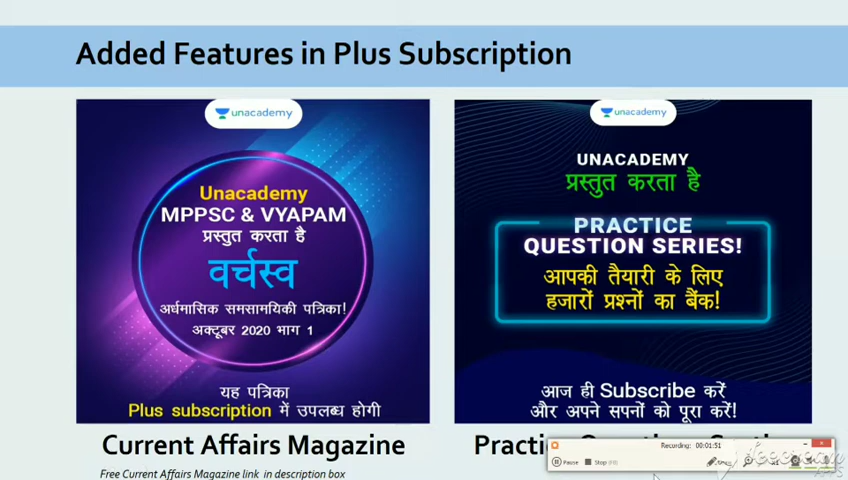 Added Features in Plus Subscription
unacademy
Unacademy
MPPSC & VYAPAM
प्रस्तुत करता है
वर्चस्व
अर्धमासिक समसामयिकी पत्रिका!
अक्टूबर 2020 भाग 1
यह पत्रिका
Plus subscription में उपलब्ध होगी
Current Affairs Magazine
Free Current Affairs Magazine link in description box
unacademy
UNACADEMY
प्रस्तुत करता है
PRACTICE
QUESTION SERIES!
आपकी तैयारी के लिए
हजारों प्रश्नों का बैंक!
आज ही Subscribe करें
और अपने सपनों को पूरा करें!
Recording: 00:01:51
Pause Stop